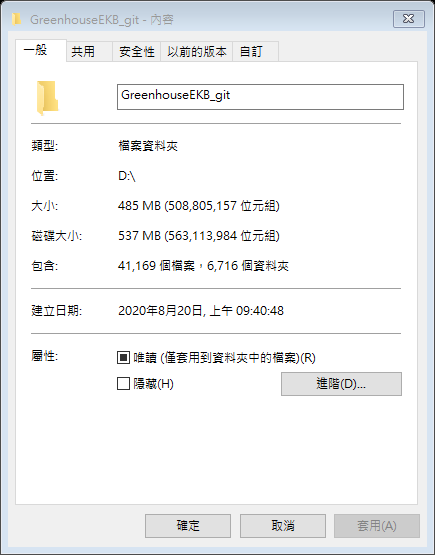 GreenhouseEKB_git - 內容
一般 共用 安全性 以前的版本 自訂
GreenhouseEKB_git
類型: 檔案資料夾
位置: D:\
大小: 485 MB (508,805,157 位元組)
磁碟大小: 537 MB (563,113,984 位元組)
包含: 41,169 個檔案，6,716 個資料夾
建立日期: 2020年8月20日, 上午 09:40:48
屬性: 唯讀 (僅套用到資料夾中的檔案)(R)
隱藏(H) 進階(D)...
確定 取消 套用(A)